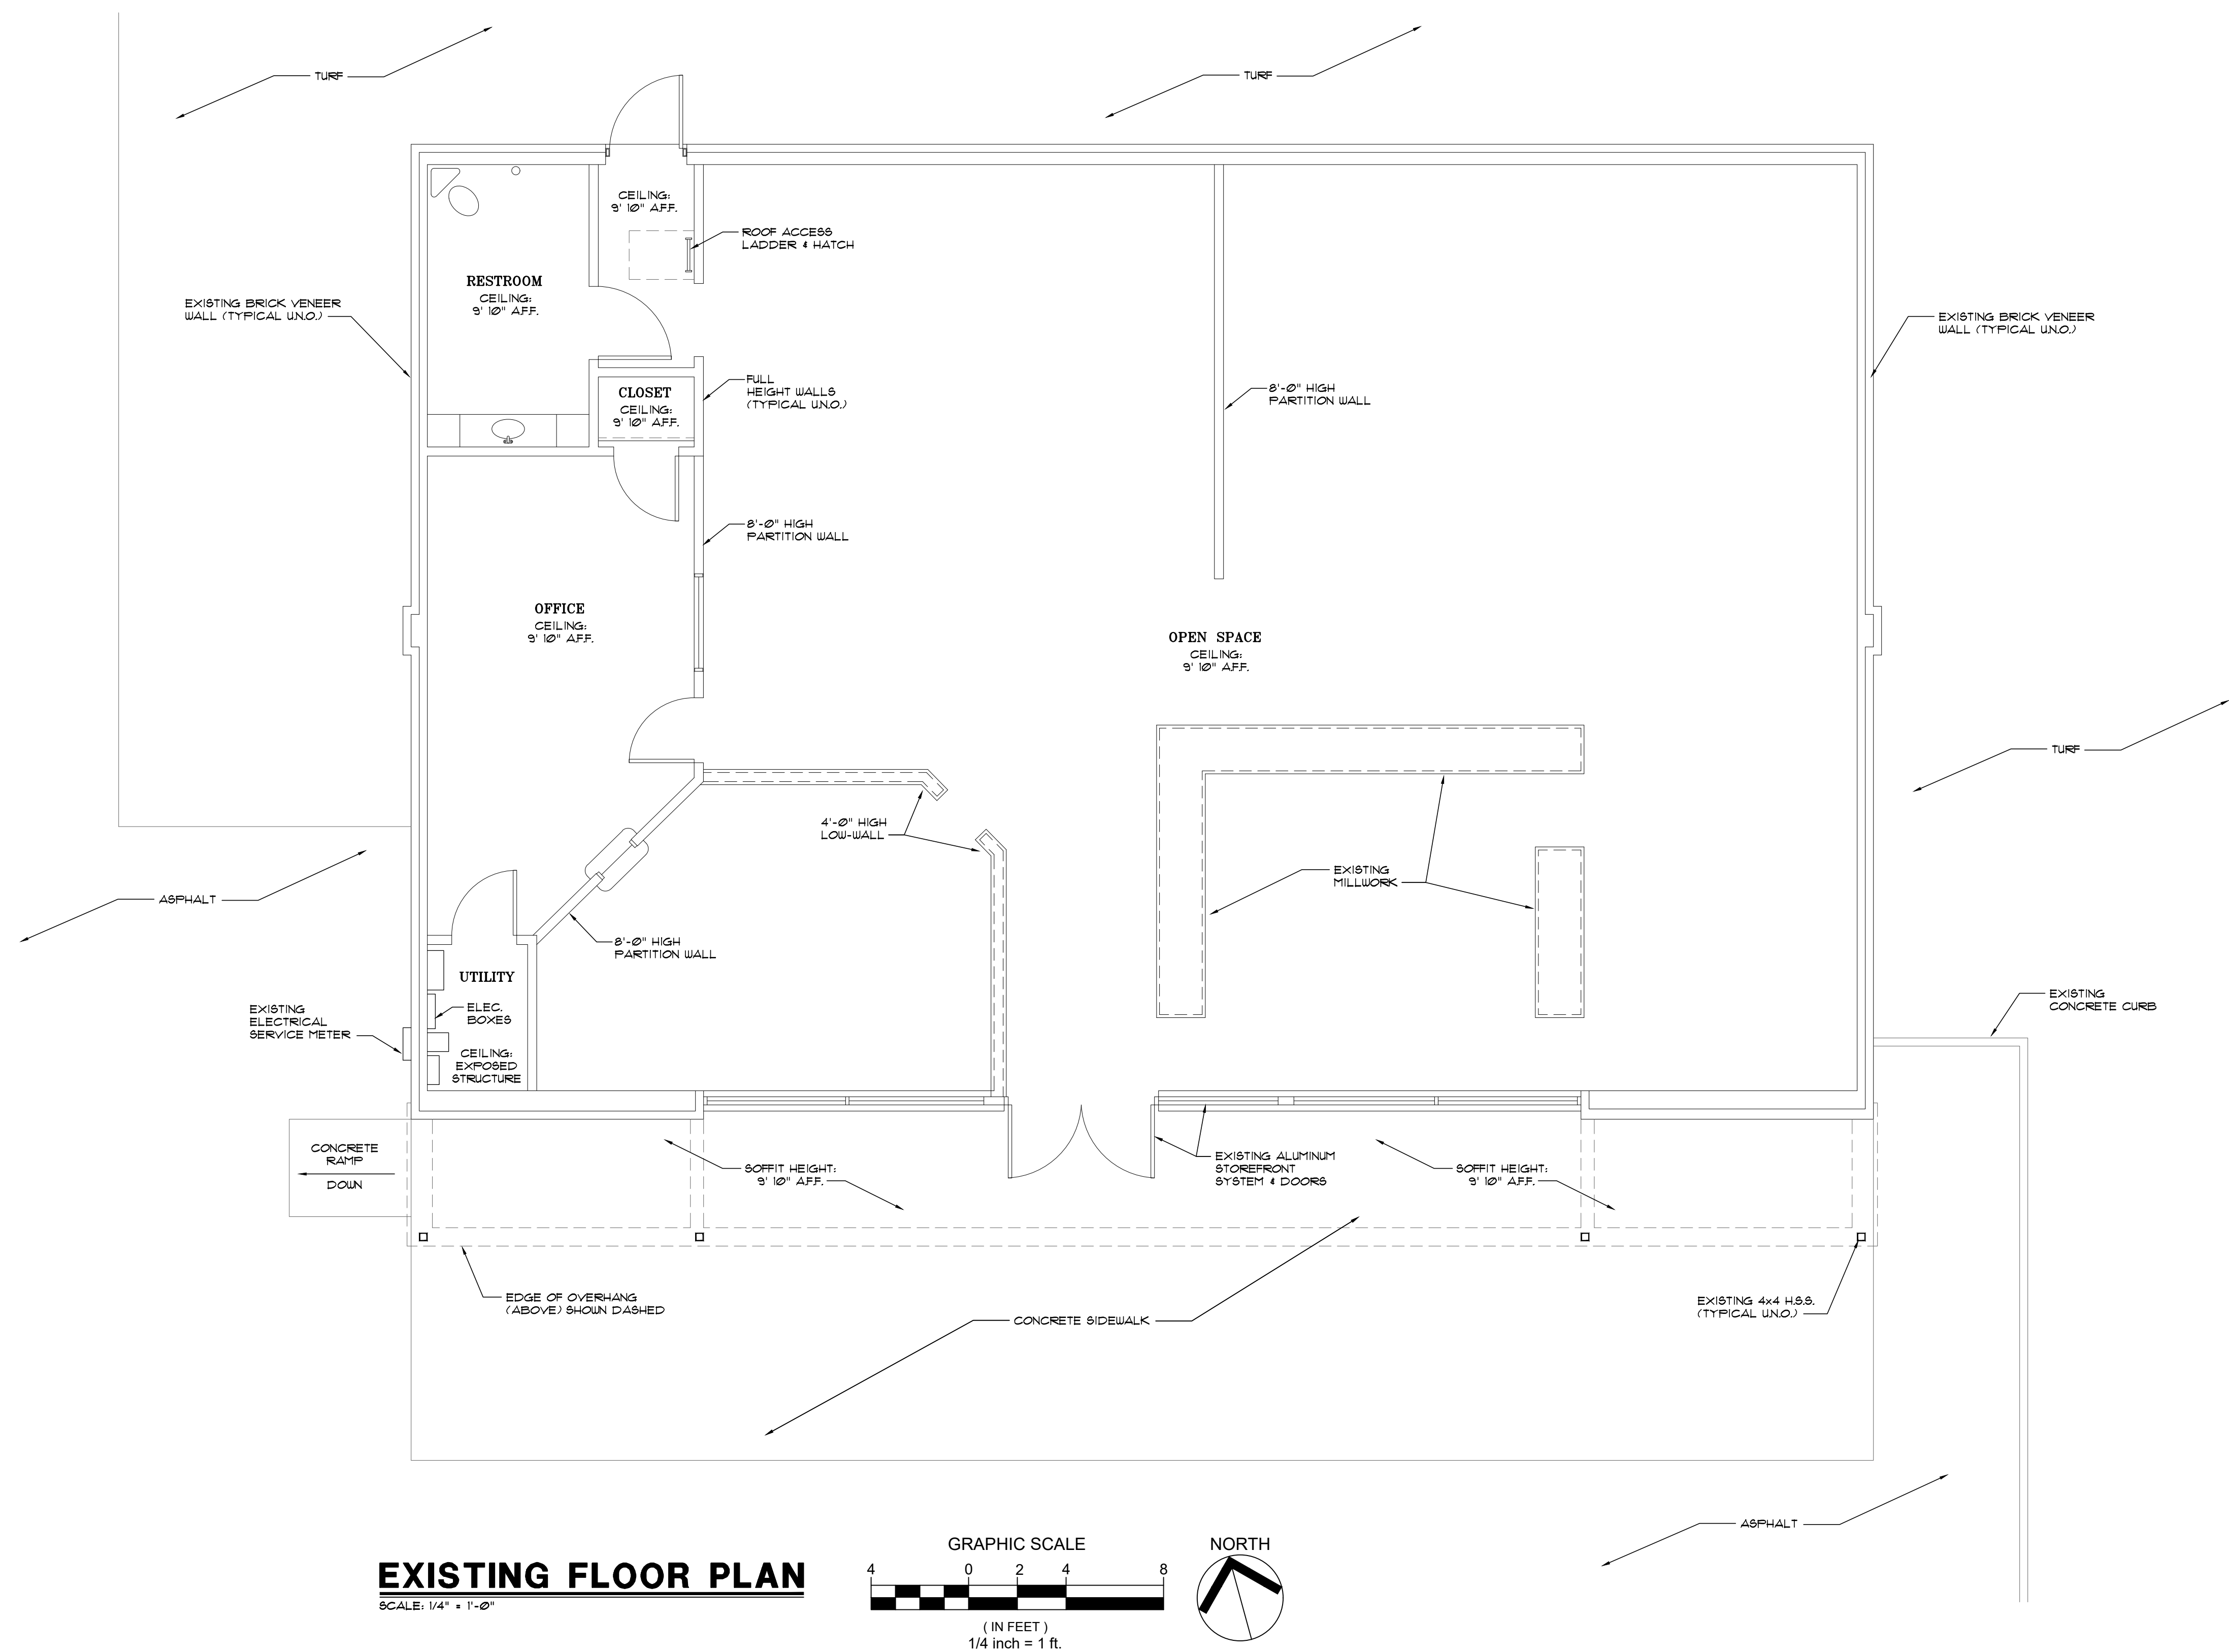 TURF
TURF
CEILING:
9' 10" A.F.F.
ROOF ACCESS
LADDER & HATCH
RESTROOM
CEILING:
9' 10" A.F.F.
EXISTING BRICK VENEER
WALL (TYPICAL U.N.O.)
EXISTING BRICK VENEER
WALL (TYPICAL U.N.O.)
FULL
HEIGHT WALLS
(TYPICAL U.N.O.)
CLOSET
CEILING:
9' 10" A.F.F.
8'-0" HIGH
PARTITION WALL
8'-0" HIGH
PARTITION WALL
OFFICE
CEILING:
9' 10" A.F.F.
OPEN SPACE
CEILING:
9' 10" A.F.F.
TURF
4'-0" HIGH
LOW-WALL
EXISTING
MILLWORK
ASPHALT
8'-0" HIGH
PARTITION WALL
UTILITY
ELEC.
BOXES
CEILING:
EXPOSED
STRUCTURE
EXISTING
ELECTRICAL
SERVICE METER
EXISTING
CONCRETE CURB
CONCRETE
RAMP
DOWN
SOFFIT HEIGHT:
9' 10" A.F.F.
EXISTING ALUMINUM
STOREFRONT
SYSTEM & DOORS
SOFFIT HEIGHT:
9' 10" A.F.F.
EDGE OF OVERHANG
(ABOVE) SHOWN DASHED
CONCRETE SIDEWALK
EXISTING 4x4 H.S.S.
(TYPICAL U.N.O.)
ASPHALT
EXISTING FLOOR PLAN
SCALE: 1/4" = 1'-0"
GRAPHIC SCALE
4 0 2 4 8
( IN FEET )
1/4 inch = 1 ft.
NORTH